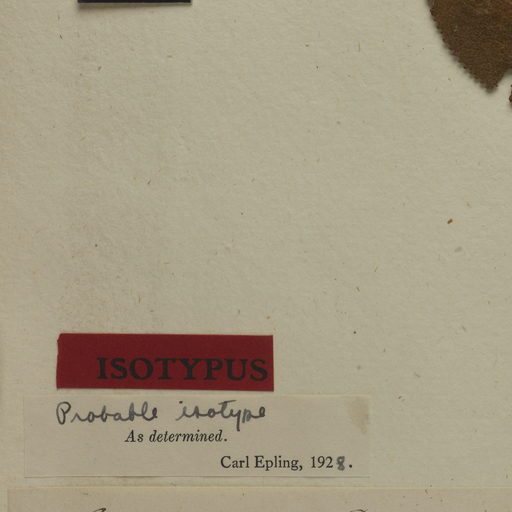 ISOTYPUS
Probable isotype
As determined.
Carl Epling, 1928.